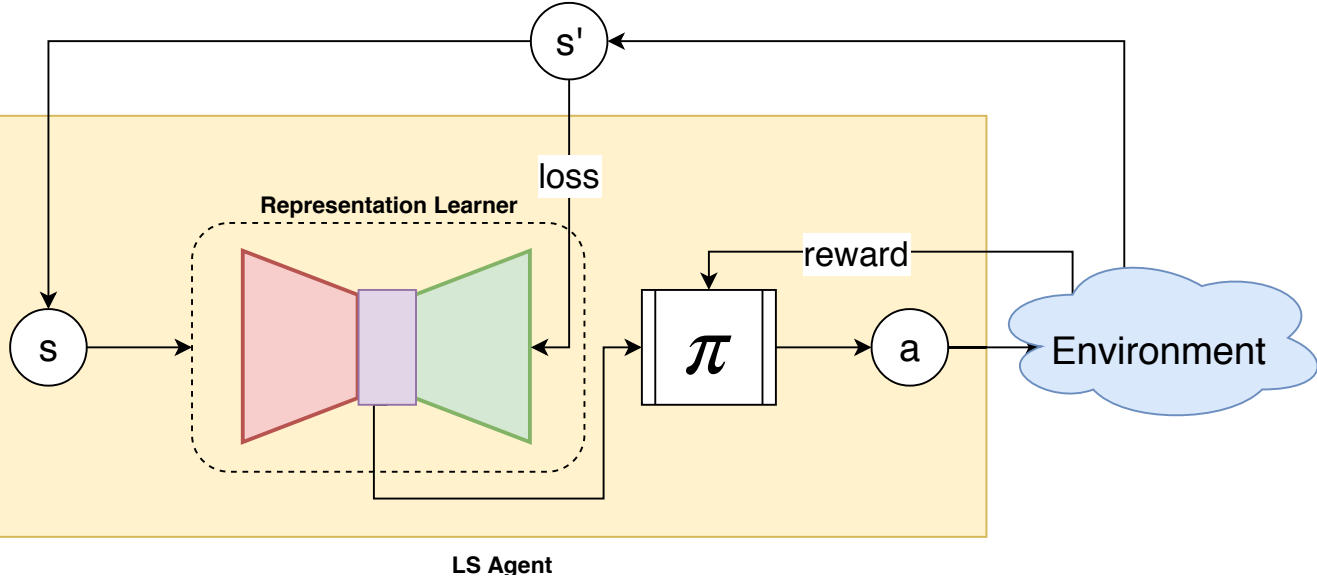 s'
loss
Representation Learner
reward
s
π
a
Environment
LS Agent